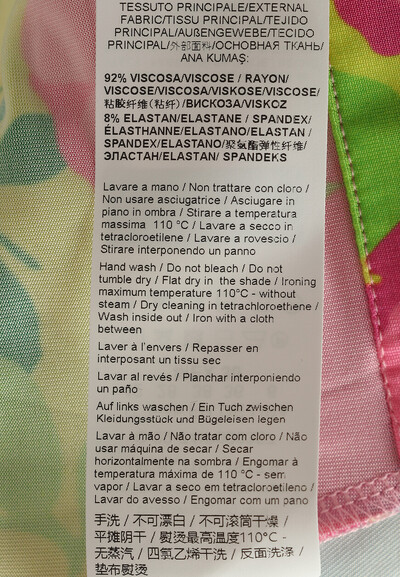 TESSUTO PRINCIPALE/EXTERNAL
FABRIC/TISSU PRINCIPAL/TEJIDO
PRINCIPAL/AUßENGEWEBE/TECIDO
PRINCIPAL/外部面料/ОСНОВНАЯ ТКАНЬ/
ANA KUMAŞ:
92% VISCOSA/VISCOSE / RAYON/
VISCOSE/VISCOSA/VISKOSE/VISCOSE/
粘胶纤维(粘纤)/ВИСКОЗА/VISKOZ
8% ELASTAN/ELASTANE / SPANDEX/
ÉLASTHANNE/ELASTANO/ELASTAN /
SPANDEX/ELASTANO/聚氨酯弹性纤维/
ЭЛАСТАН/ELASTAN/ SPANDEKS
Lavare a mano / Non trattare con cloro /
Non usare asciugatrice / Asciugare in
piano in ombra / Stirare a temperatura
massima 110 °C / Lavare a secco in
tetracloroetilene / Lavare a rovescio /
Stirare interponendo un panno
Hand wash / Do not bleach / Do not
tumble dry / Flat dry in the shade / Ironing
maximum temperature 110°C - without
steam / Dry cleaning in tetrachloroethene /
Wash inside out / Iron with a cloth
between
Laver à l'envers / Repasser en
interposant un tissu sec
Lavar al revés / Planchar interponiendo
un paño
Auf links waschen / Ein Tuch zwischen
Kleidungsstück und Bügeleisen legen
Lavar à mão / Não tratar com cloro / Não
usar máquina de secar / Secar
horizontalmente na sombra / Engomar à
temperatura máxima de 110 °C - sem
vapor / Lavar a seco em tetracloroetileno /
Lavar do avesso / Engomar com um pano
手洗 / 不可漂白 / 不可滚筒干燥 /
平摊阴干 / 熨烫最高温度110°C -
无蒸汽 / 四氯乙烯干洗 / 反面洗涤 /
垫布熨烫